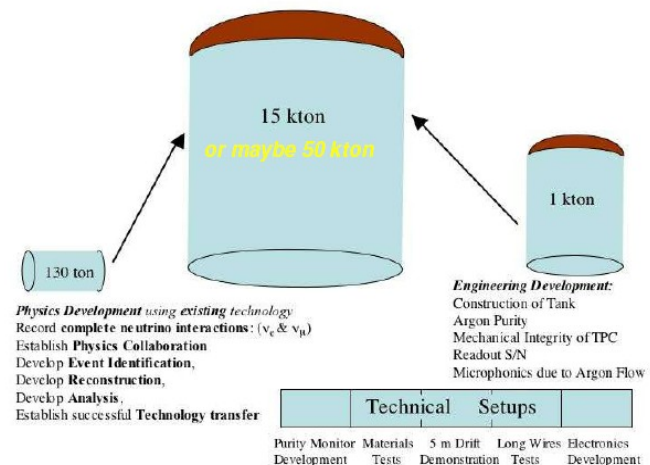 15 kton
or maybe 50 kton
1 kton
130 ton
Physics Development using existing technology
Record complete neutrino interactions: (νe & νμ)
Establish Physics Collaboration
Develop Event Identification,
Develop Reconstruction,
Develop Analysis,
Establish successful Technology transfer
Engineering Development:
Construction of Tank
Argon Purity
Mechanical Integrity of TPC
Readout S/N
Microphonics due to Argon Flow
Technical Setups
Purity Monitor Development
Materials Tests
5 m Drift Demonstration
Long Wires Tests
Electronics Development